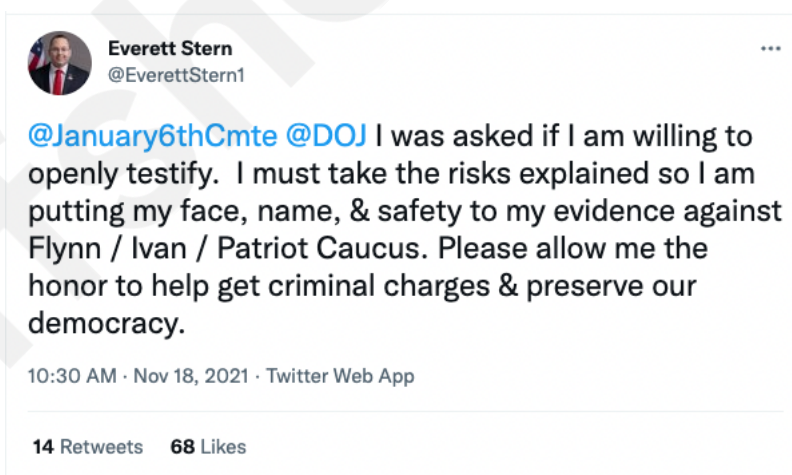 Everett Stern
@EverettStern1
@January6thCmte @DOJ I was asked if I am willing to
openly testify.  I must take the risks explained so I am
putting my face, name, & safety to my evidence against
Flynn / Ivan / Patriot Caucus. Please allow me the
honor to help get criminal charges & preserve our
democracy.
10:30 AM · Nov 18, 2021 · Twitter Web App
14 Retweets 68 Likes